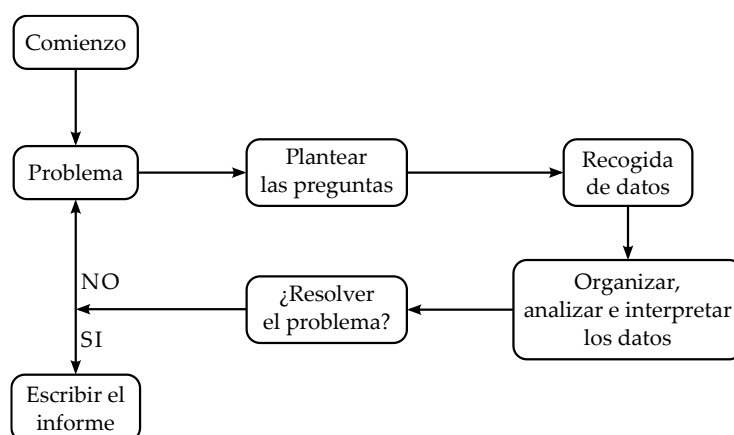 Comienzo
Problema
Plantear
las preguntas
Recogida
de datos
Organizar,
analizar e interpretar
los datos
¿Resolver
el problema?
NO
SI
Escribir el
informe